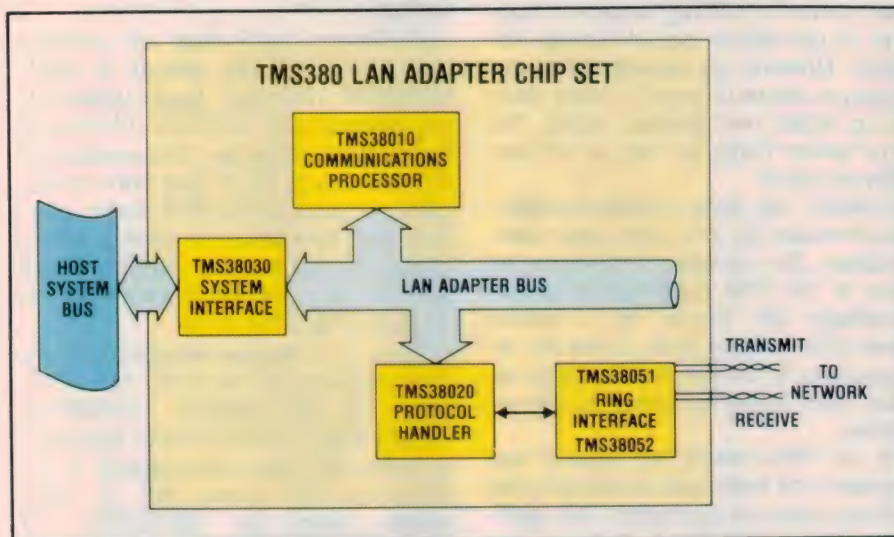 TMS380 LAN ADAPTER CHIP SET
TMS38010
COMMUNICATIONS
PROCESSOR
HOST
SYSTEM
BUS
TMS38030
SYSTEM
INTERFACE
LAN ADAPTER BUS
TMS38020
PROTOCOL
HANDLER
TMS38051
RING
INTERFACE
TMS38052
TRANSMIT
TO
NETWORK
RECEIVE